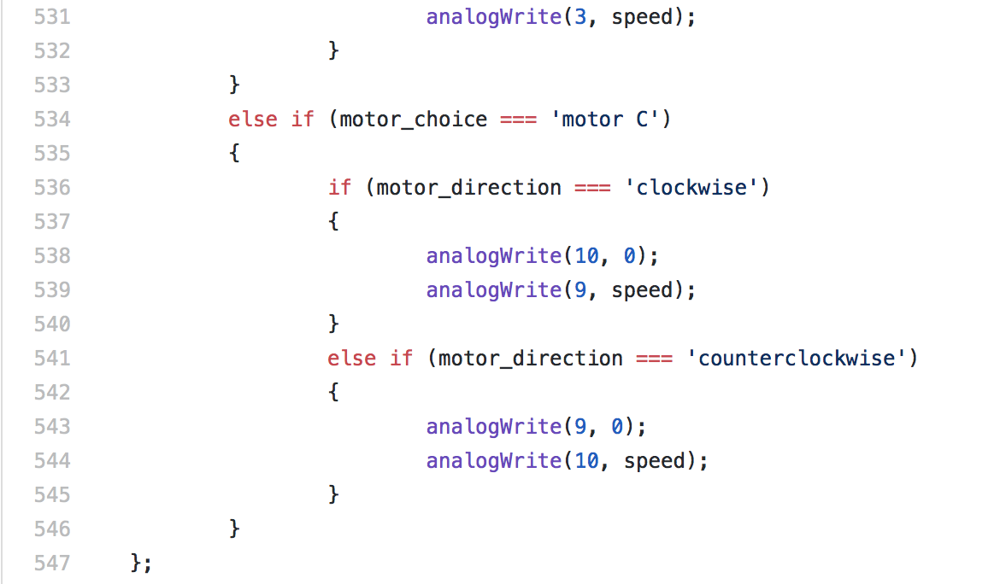 531 analogWrite(3, speed);
532 }
533 }
534 else if (motor_choice === 'motor C')
535 {
536 if (motor_direction === 'clockwise')
537 {
538 analogWrite(10, 0);
539 analogWrite(9, speed);
540 }
541 else if (motor_direction === 'counterclockwise')
542 {
543 analogWrite(9, 0);
544 analogWrite(10, speed);
545 }
546 }
547 };